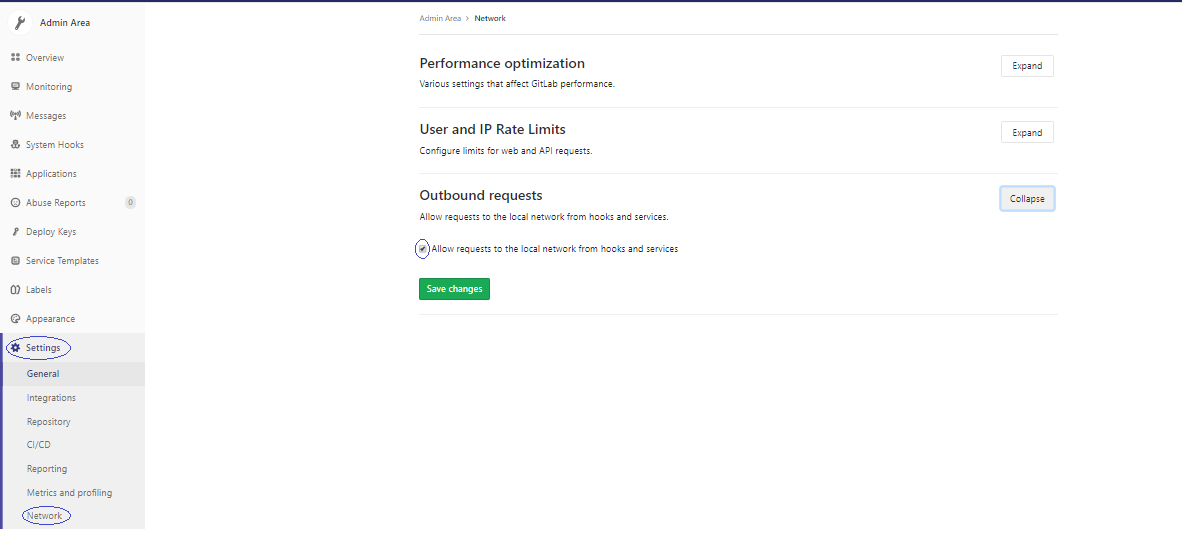 Admin Area
Overview
Monitoring
Messages
System Hooks
Applications
Abuse Reports 0
Deploy Keys
Service Templates
Labels
Appearance
Settings
General
Integrations
Repository
CI/CD
Reporting
Metrics and profiling
Network
Admin Area > Network
Performance optimization
Expand
Various settings that affect GitLab performance.
User and IP Rate Limits
Expand
Configure limits for web and API requests.
Outbound requests
Collapse
Allow requests to the local network from hooks and services.
Allow requests to the local network from hooks and services
Save changes